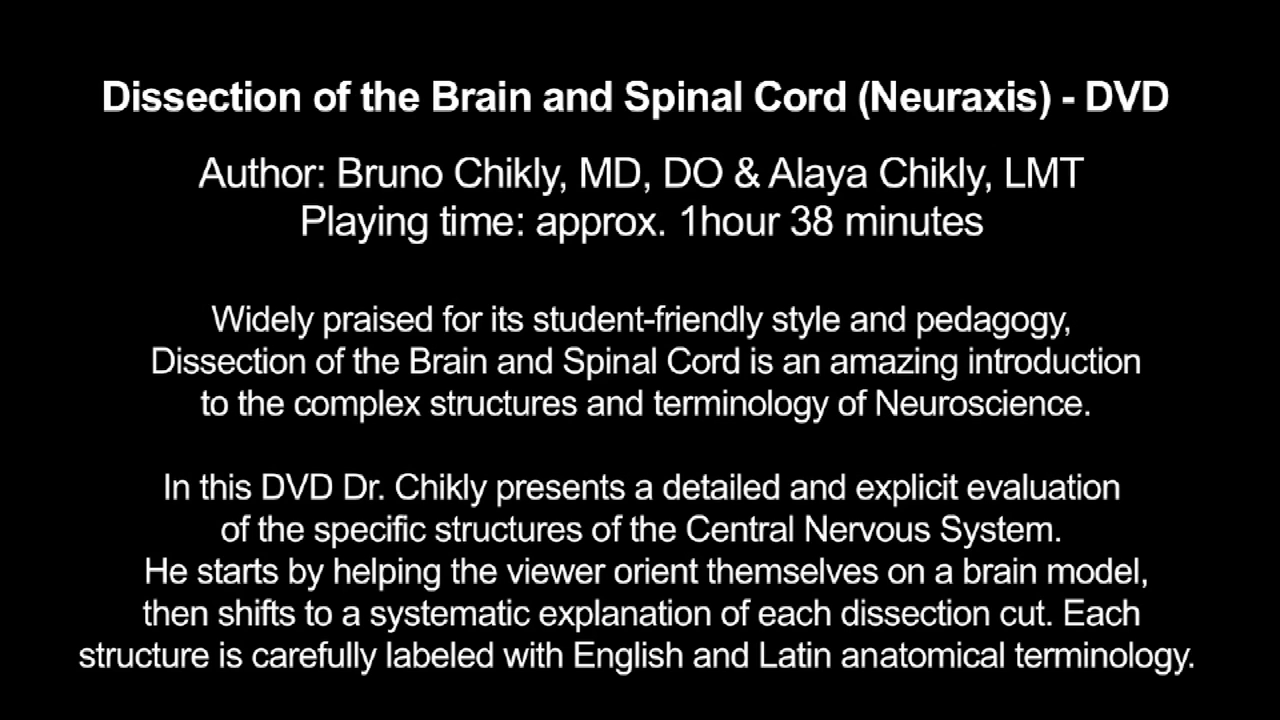 Dissection of the Brain and Spinal Cord (Neuraxis) - DVD
Author: Bruno Chikly, MD, DO & Alaya Chikly, LMT
Playing time: approx. 1hour 38 minutes
Widely praised for its student-friendly style and pedagogy,
Dissection of the Brain and Spinal Cord is an amazing introduction
to the complex structures and terminology of Neuroscience.
In this DVD Dr. Chikly presents a detailed and explicit evaluation
of the specific structures of the Central Nervous System.
He starts by helping the viewer orient themselves on a brain model,
then shifts to a systematic explanation of each dissection cut. Each
structure is carefully labeled with English and Latin anatomical terminology.